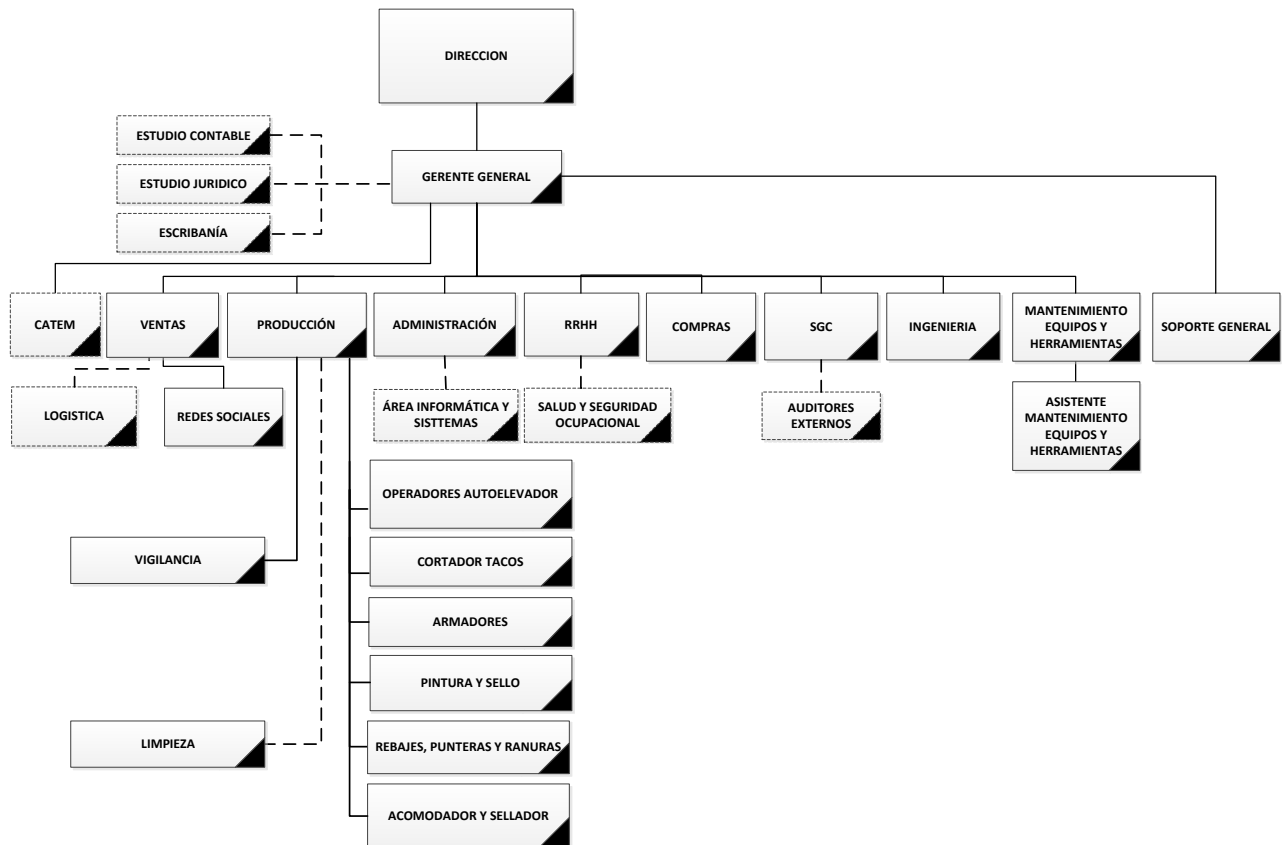 DIRECCION
ESTUDIO CONTABLE
ESTUDIO JURIDICO
GERENTE GENERAL
ESCRIBANÍA
CATEM
VENTAS
PRODUCCIÓN
ADMINISTRACIÓN
RRHH
COMPRAS
SGC
INGENIERIA
MANTENIMIENTO
EQUIPOS Y
HERRAMIENTAS
SOPORTE GENERAL
LOGISTICA
REDES SOCIALES
ÁREA INFORMÁTICA Y
SISTTEMAS
SALUD Y SEGURIDAD
OCUPACIONAL
AUDITORES
EXTERNOS
ASISTENTE
MANTENIMIENTO
EQUIPOS Y
HERRAMIENTAS
OPERADORES AUTOELEVADOR
VIGILANCIA
CORTADOR TACOS
ARMADORES
PINTURA Y SELLO
LIMPIEZA
REBAJES, PUNTERAS Y RANURAS
ACOMODADOR Y SELLADOR